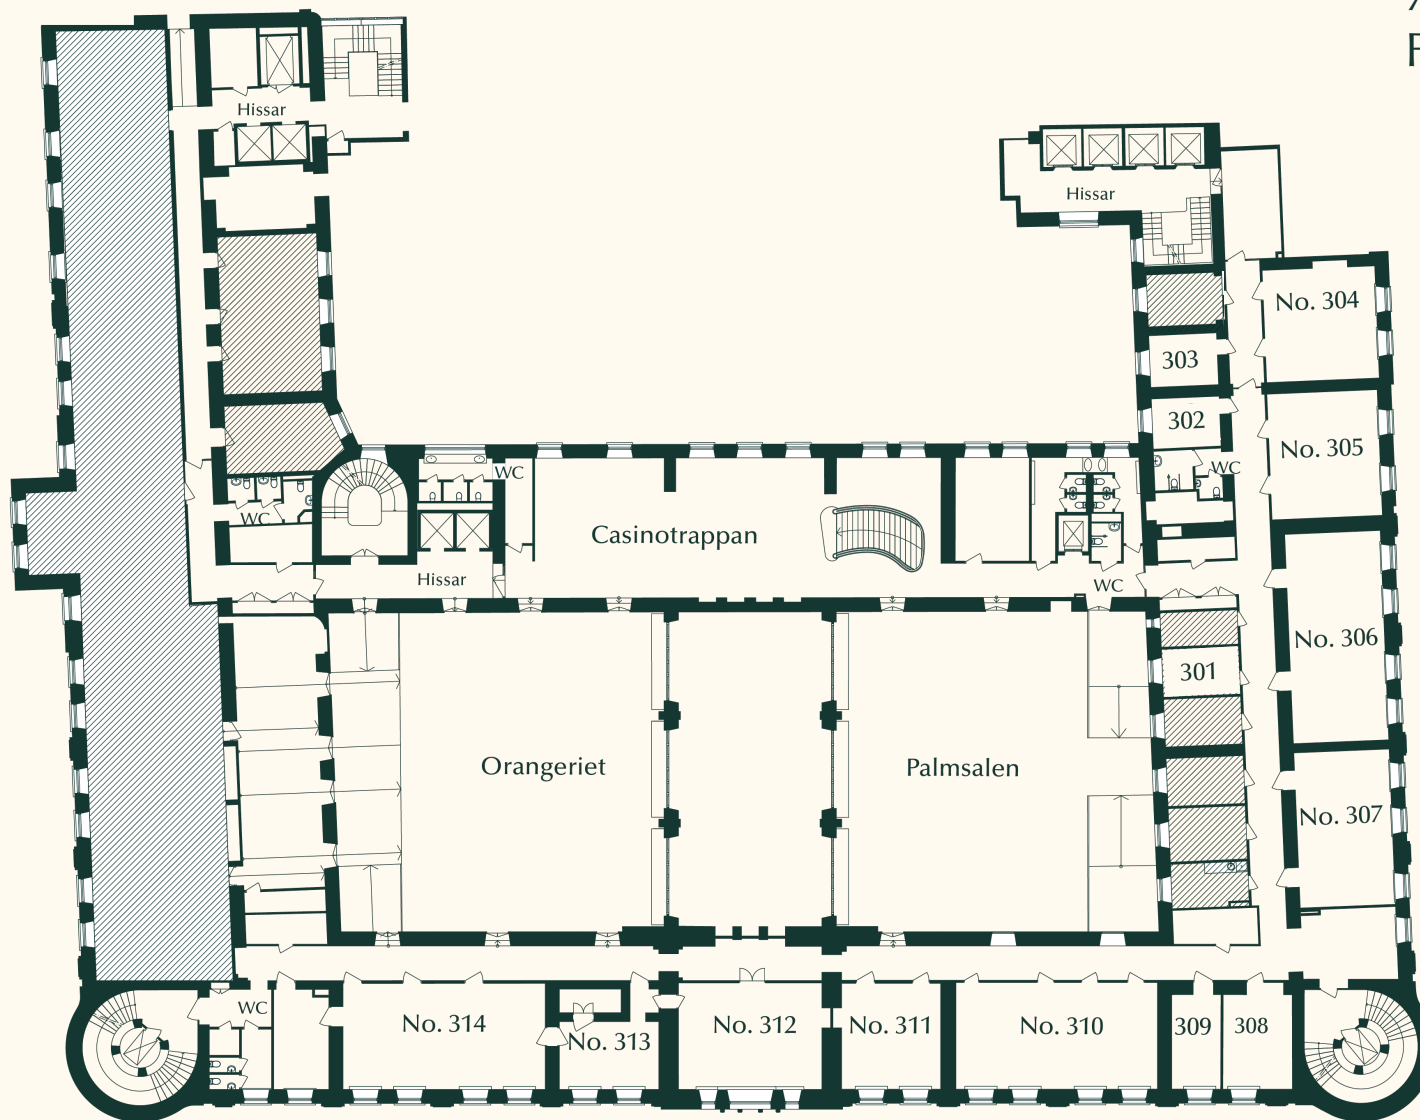 Hissar
Hissar
No. 304
303
302
No. 305
WC
WC
WC
Casinotrappan
Hissar
WC
No. 306
301
Orangeriet
Palmsalen
No. 307
WC
No. 314
No. 313
No. 312
No. 311
No. 310
309
308